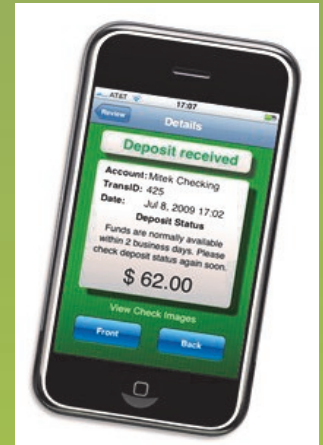 AT&T 17:07
Review Details
Deposit received
Account: Mitek Checking
TransID: 425
Date: Jul 8, 2009 17:02
Deposit Status
Funds are normally available
within 2 business days. Please
check deposit status again soon.
$ 62.00
View Check Images
Front Back